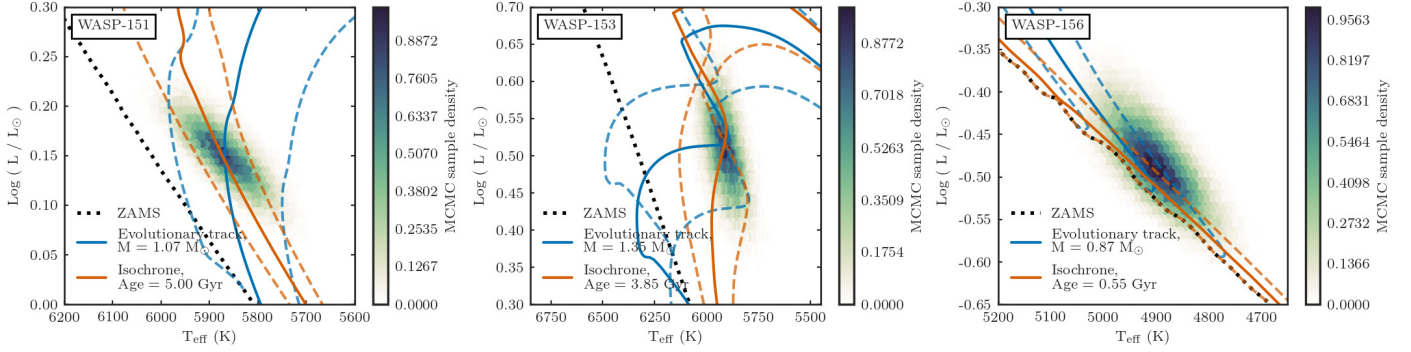 WASP-151
0.30
0.25
0.20
0.15
0.10
0.05
0.00
Log ( L / L⊙ )
6200 6100 6000 5900 5800 5700 5600
Teff (K)
ZAMS
Evolutionary track,
M = 1.07 M⊙
Isochrone,
Age = 5.00 Gyr
0.8872
0.7605
0.6337
0.5070
0.3802
0.2535
0.1267
0.0000
MCMC sample density
WASP-153
0.70
0.65
0.60
0.55
0.50
0.45
0.40
0.35
0.30
Log ( L / L⊙ )
6750 6500 6250 6000 5750 5500
Teff (K)
ZAMS
Evolutionary track,
M = 1.35 M⊙
Isochrone,
Age = 3.85 Gyr
0.8772
0.7018
0.5263
0.3509
0.1754
0.0000
MCMC sample density
WASP-156
-0.30
-0.35
-0.40
-0.45
-0.50
-0.55
-0.60
-0.65
Log ( L / L⊙ )
5200 5100 5000 4900 4800 4700
Teff (K)
ZAMS
Evolutionary track,
M = 0.87 M⊙
Isochrone,
Age = 0.55 Gyr
0.9563
0.8197
0.6831
0.5464
0.4098
0.2732
0.1366
0.0000
MCMC sample density